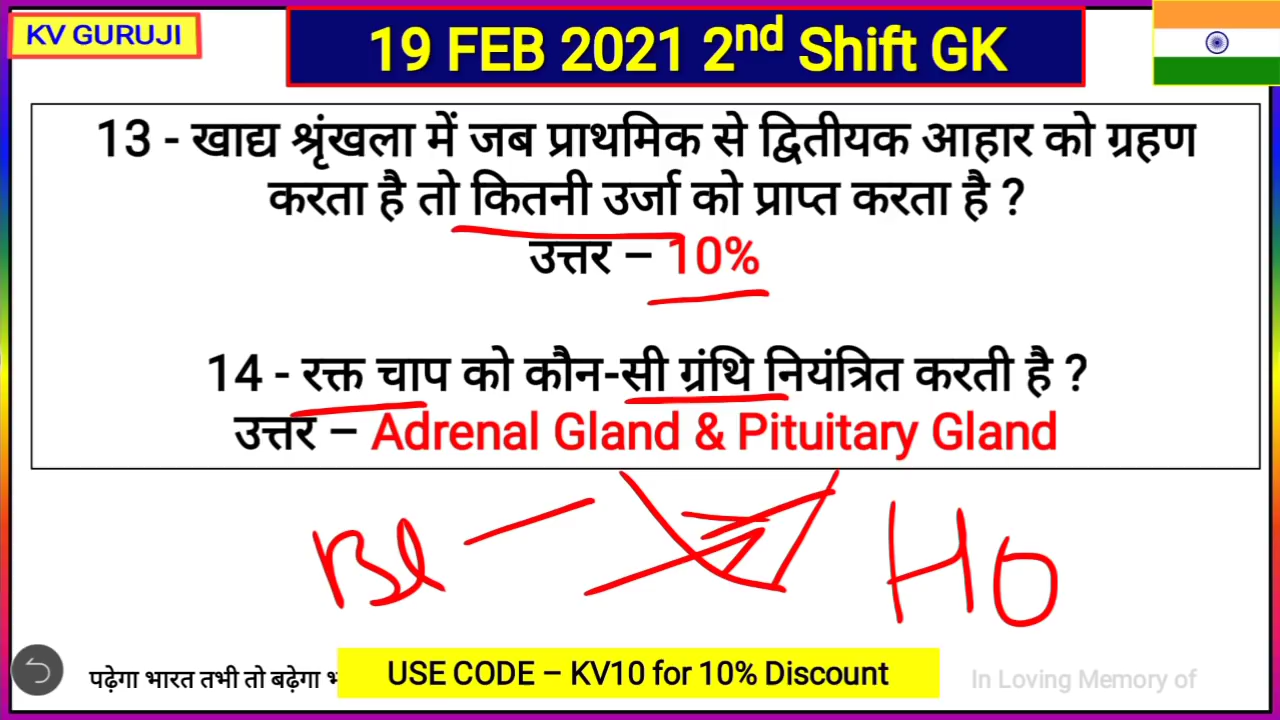 KV GURUJI
19 FEB 2021 2nd Shift GK
13 - खाद्य श्रृंखला में जब प्राथमिक से द्वितीयक आहार को ग्रहण
करता है तो कितनी उर्जा को प्राप्त करता है ?
उत्तर – 10%
14 - रक्त चाप को कौन-सी ग्रंथि नियंत्रित करती है ?
उत्तर – Adrenal Gland & Pituitary Gland
Bl
HO
पढ़ेगा भारत तभी तो बढ़ेगा
USE CODE – KV10 for 10% Discount
In Loving Memory of